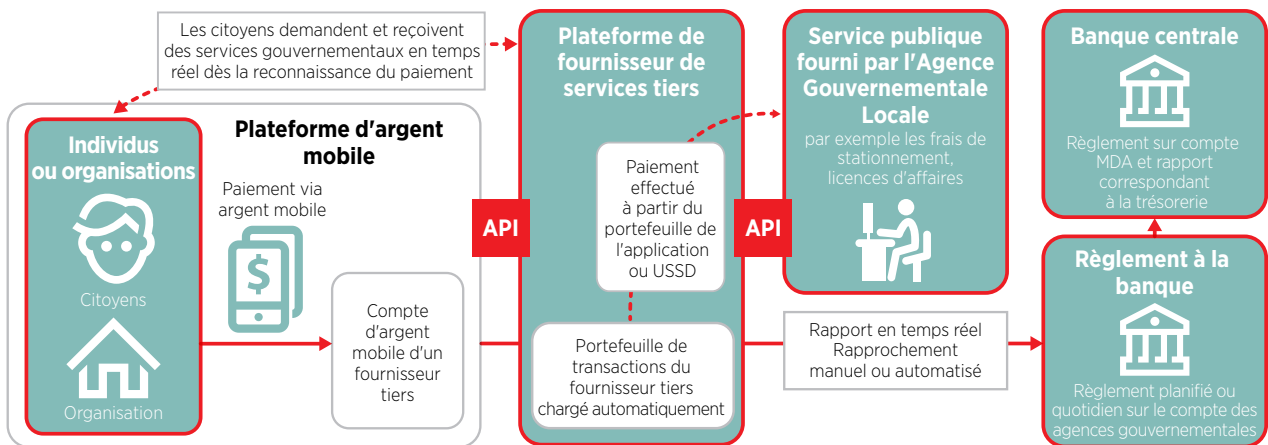 Les citoyens demandent et reçoivent
des services gouvernementaux en temps
réel dès la reconnaissance du paiement
Individus
ou organisations
Citoyens
Organisation
Plateforme d'argent
mobile
Paiement via
argent mobile
$
Compte
d'argent
mobile d'un
fournisseur
tiers
API
Plateforme de
fournisseur de
services tiers
Paiement
effectué
à partir du
portefeuille de
l'application
ou USSD
Portefeuille de
transactions du
fournisseur tiers
chargé automatiquement
API
Service publique
fourni par l'Agence
Gouvernementale
Locale
par exemple les frais de
stationnement,
licences d'affaires
Rapport en temps réel
Rapprochement
manuel ou automatisé
Banque centrale
Règlement sur compte
MDA et rapport
correspondant
à la trésorerie
Règlement à la
banque
Règlement planifié ou
quotidien sur le compte des
agences gouvernementales